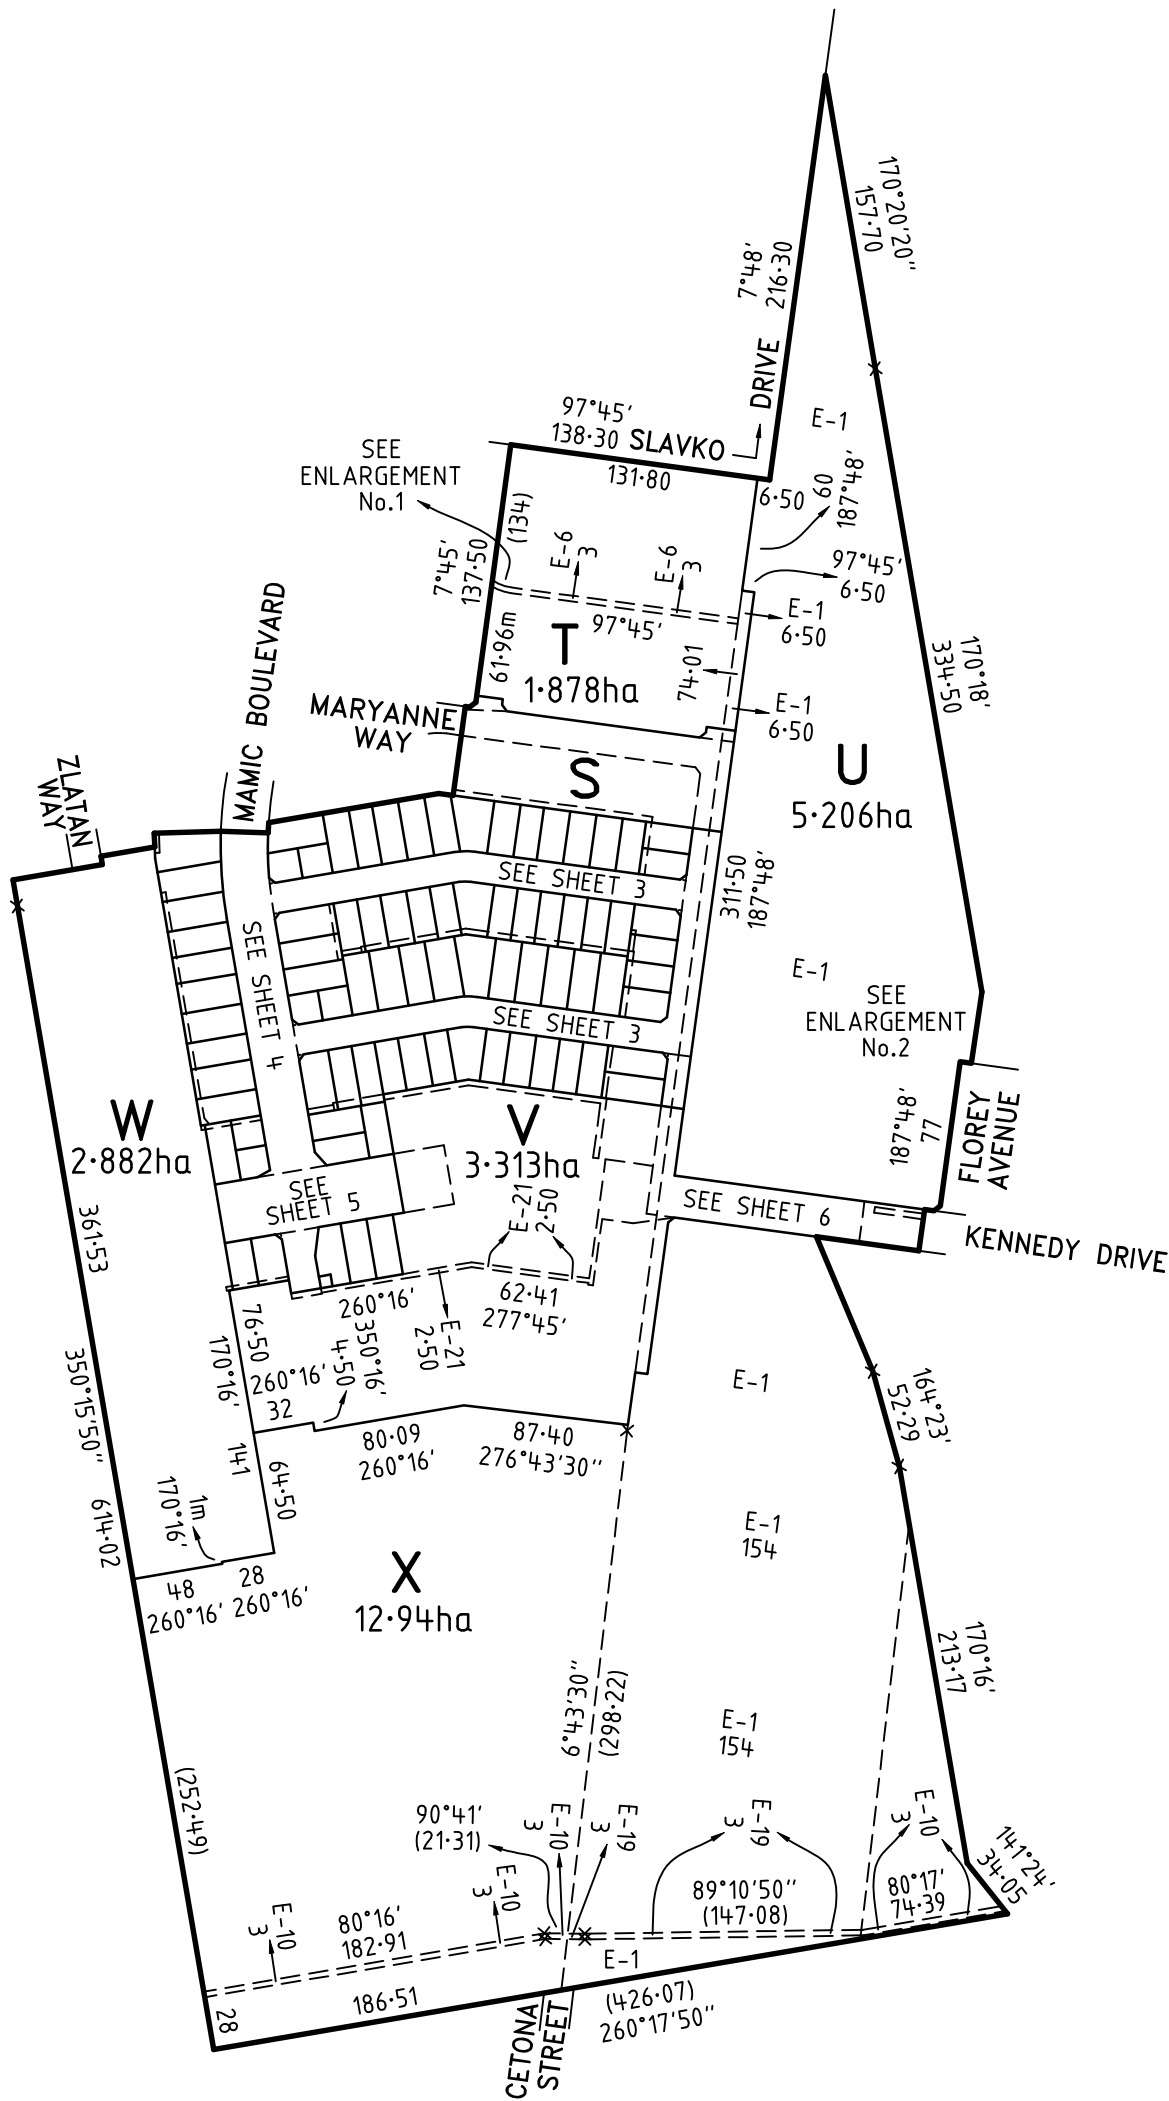 170°20'20"
157·70
7°48'
216·30
DRIVE
E-1
97°45'
138·30 SLAVKO
131·80
SEE
ENLARGEMENT
No.1
(134)
7°45'
137·50
6·50
60
187°48'
E-6
3
E-6
3
97°45'
6·50
97°45'
E-1
6·50
61·96m
T
1·878ha
74·01
E-1
6·50
170°18'
334·50
MAMIC BOULEVARD
MARYANNE
WAY
S
U
5·206ha
ZLATAN
WAY
SEE SHEET 3
311·50
187°48'
SEE SHEET 4
E-1
SEE
ENLARGEMENT
No.2
SEE SHEET 3
W
2·882ha
V
3·313ha
187°48'
77
FLOREY
AVENUE
SEE
SHEET 5
E-21
2·50
SEE SHEET 6
KENNEDY DRIVE
361·53
62·41
277°45'
260°16'
E-21
2·50
76·50
170°16'
350°16'
4·50
260°16'
32
350°15'50"
E-1
164°23'
52·29
80·09
260°16'
87·40
276°43'30"
141
64·50
1m
170°16'
614·02
E-1
154
48
260°16'
28
260°16'
X
12·94ha
170°16'
213·17
6°43'30"
(298·22)
E-1
154
(252·49)
90°41'
(21·31)
E-10
3
E-19
3
E-19
3
E-10
3
141°24'
34·05
E-10
3
E-10
3
80°16'
182·91
89°10'50"
(147·08)
80°17'
74·39
E-1
186·51
28
(426·07)
260°17'50"
CETONA
STREET